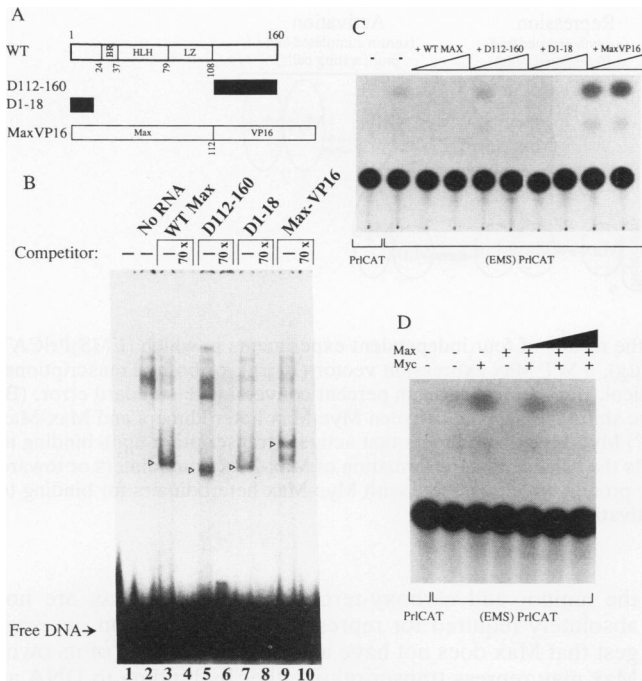 A
1
160
WT
BR
HLH
LZ
24
37
79
108
D112-160
D1-18
MaxVP16
Max
VP16
112
B
No RNA
WT Max
D112-160
D1-18
Max-VP16
Competitor: – – – 70 x – 70 x – 70 x – 70 x
Free DNA→
1 2 3 4 5 6 7 8 9 10
C
+ WT MAX + D112-160 + D1-18 + MaxVP16
PrlCAT
(EMS) PrlCAT
D
Max - - - + + + +
Myc - - + - + + +
PrlCAT
(EMS) PrlCAT